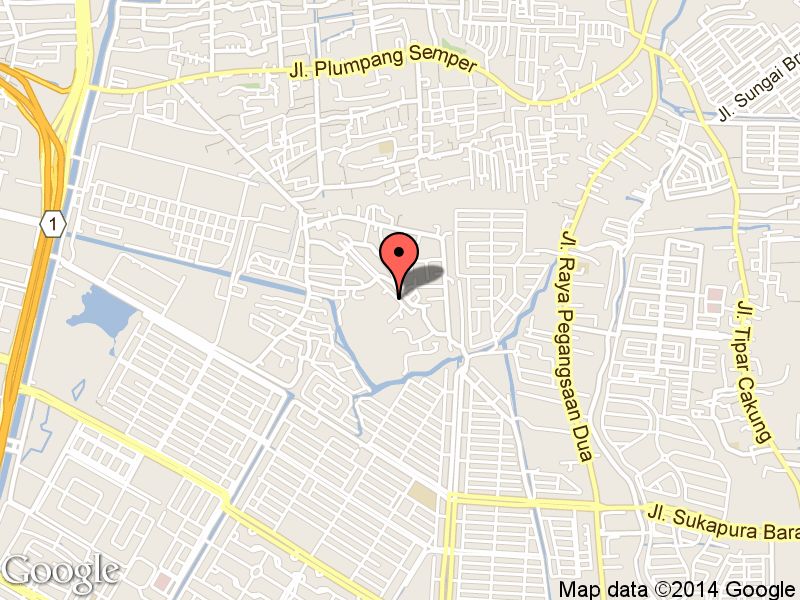 Jl. Plumpang Semper
Jl. Sungai Br
1
Jl. Raya Pegangsaan Dua
Jl. Tipar Cakung
Jl. Sukapura Bara
Google
Map data ©2014 Google